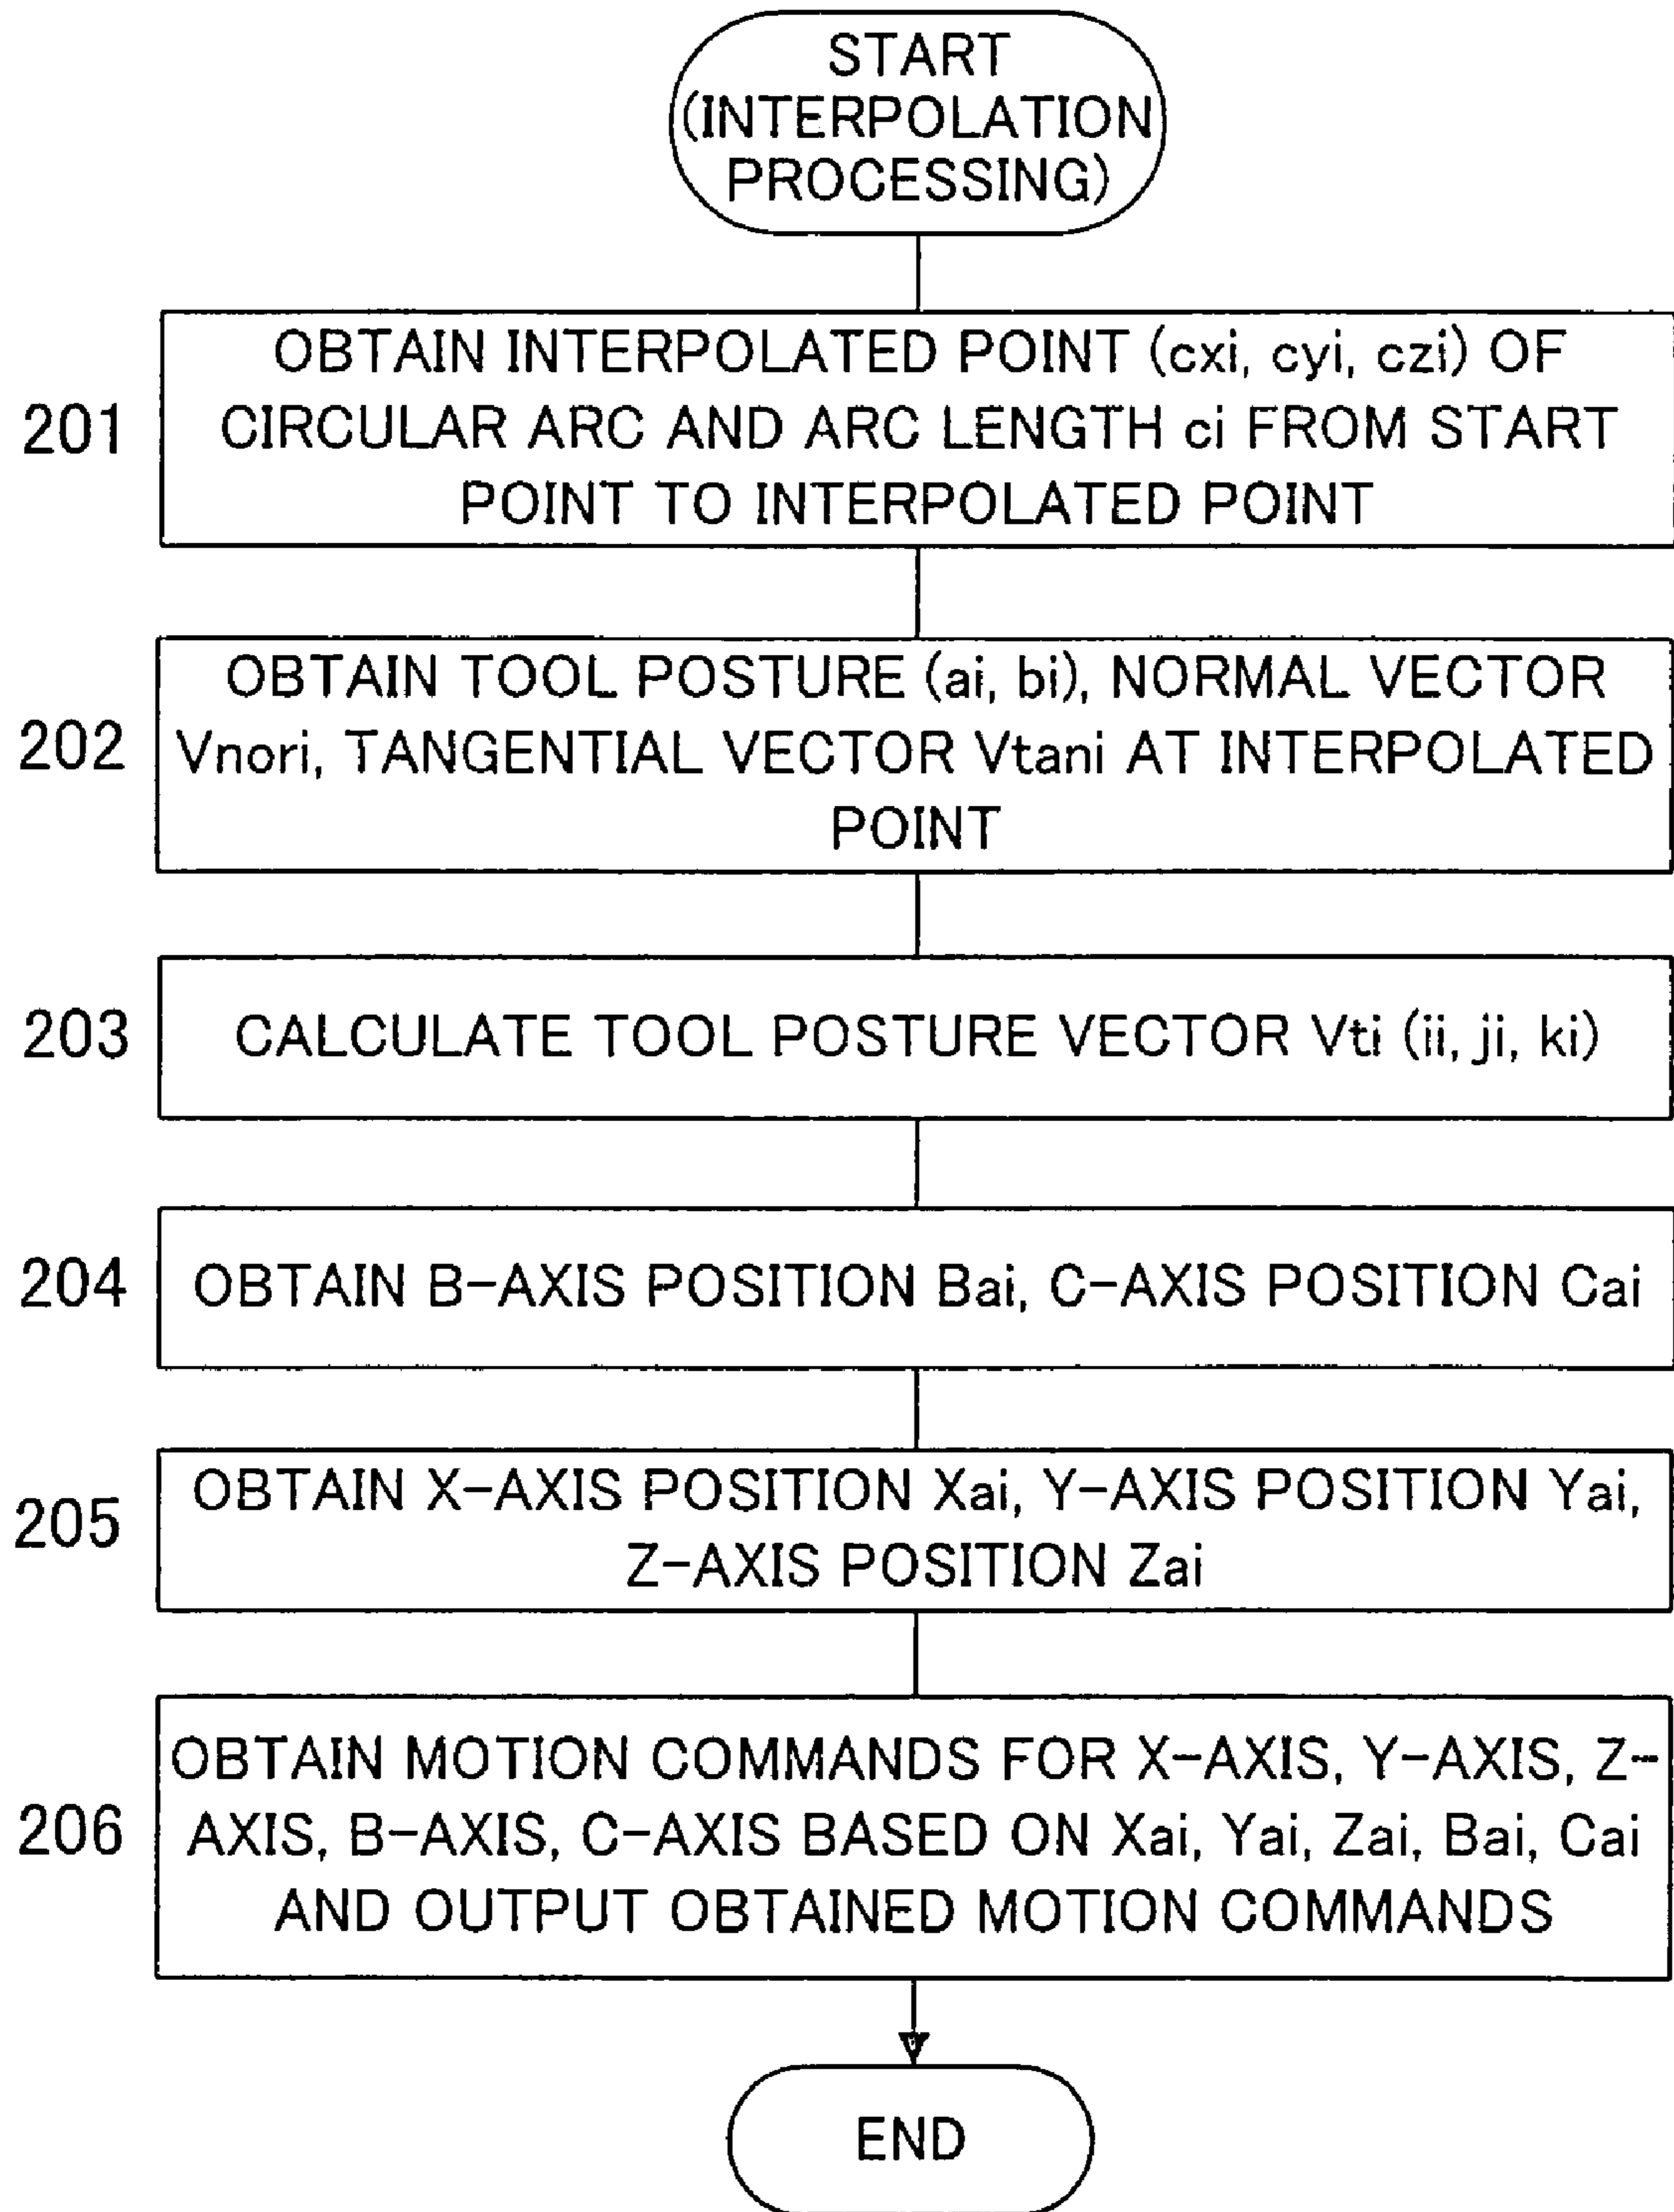 START
(INTERPOLATION
PROCESSING)
201
OBTAIN INTERPOLATED POINT (cxi, cyi, czi) OF
CIRCULAR ARC AND ARC LENGTH ci FROM START
POINT TO INTERPOLATED POINT
202
OBTAIN TOOL POSTURE (ai, bi), NORMAL VECTOR
Vnori, TANGENTIAL VECTOR Vtani AT INTERPOLATED
POINT
203
CALCULATE TOOL POSTURE VECTOR Vti (ii, ji, ki)
204
OBTAIN B-AXIS POSITION Bai, C-AXIS POSITION Cai
205
OBTAIN X-AXIS POSITION Xai, Y-AXIS POSITION Yai,
Z-AXIS POSITION Zai
206
OBTAIN MOTION COMMANDS FOR X-AXIS, Y-AXIS, Z-
AXIS, B-AXIS, C-AXIS BASED ON Xai, Yai, Zai, Bai, Cai
AND OUTPUT OBTAINED MOTION COMMANDS
END